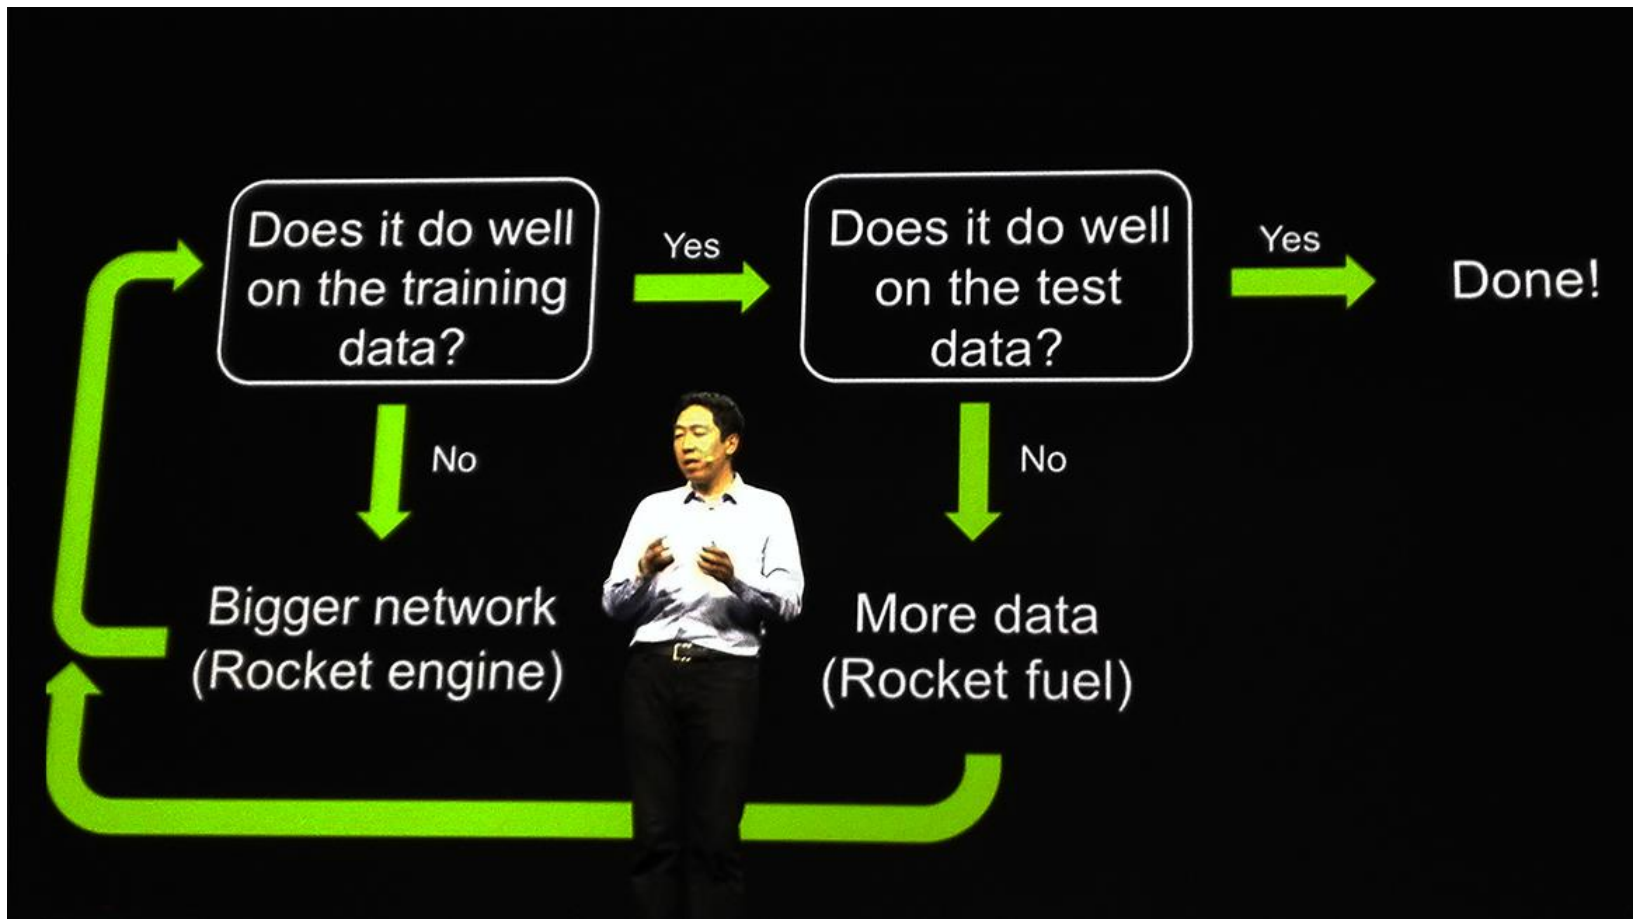 Does it do well
on the training
data?
Yes
Does it do well
on the test
data?
Yes
Done!
No
No
Bigger network
(Rocket engine)
More data
(Rocket fuel)